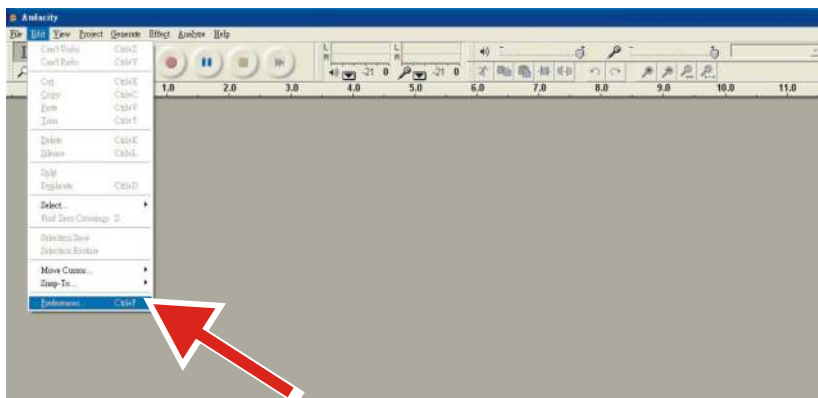 Audacity
File Edit View Project Generate Effect Analyze Help
Can't Undo Ctrl+Z
Can't Redo Ctrl+Y
Cut Ctrl+X
Copy Ctrl+C
Paste Ctrl+V
Trim Ctrl+T
Delete Ctrl+K
Silence Ctrl+L
Split
Duplicate Ctrl+D
Select...
Find Zero Crossings Z
Selection Save
Selection Restore
Move Cursor...
Snap-To...
Preferences... Ctrl+P
L
R
-21 0
L
R
-21 0
1.0 2.0 3.0 4.0 5.0 6.0 7.0 8.0 9.0 10.0 11.0